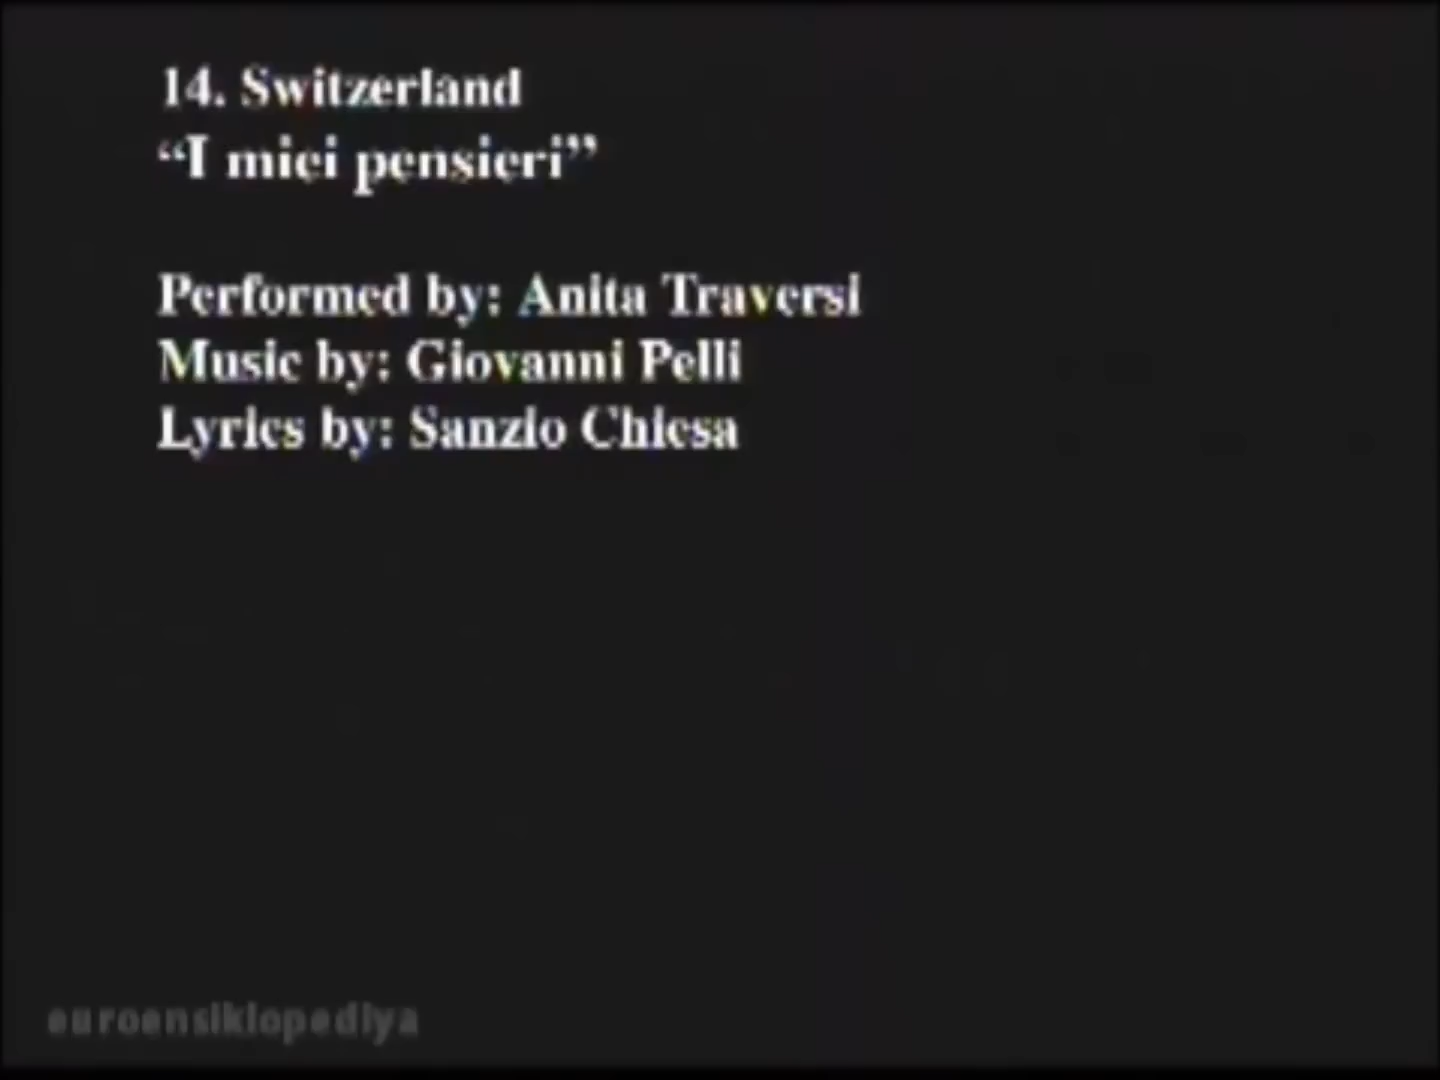 14. Switzerland
“I miei pensieri”
Performed by: Anita Traversi
Music by: Giovanni Pelli
Lyrics by: Sanzio Chiesa
euroensiklopediya